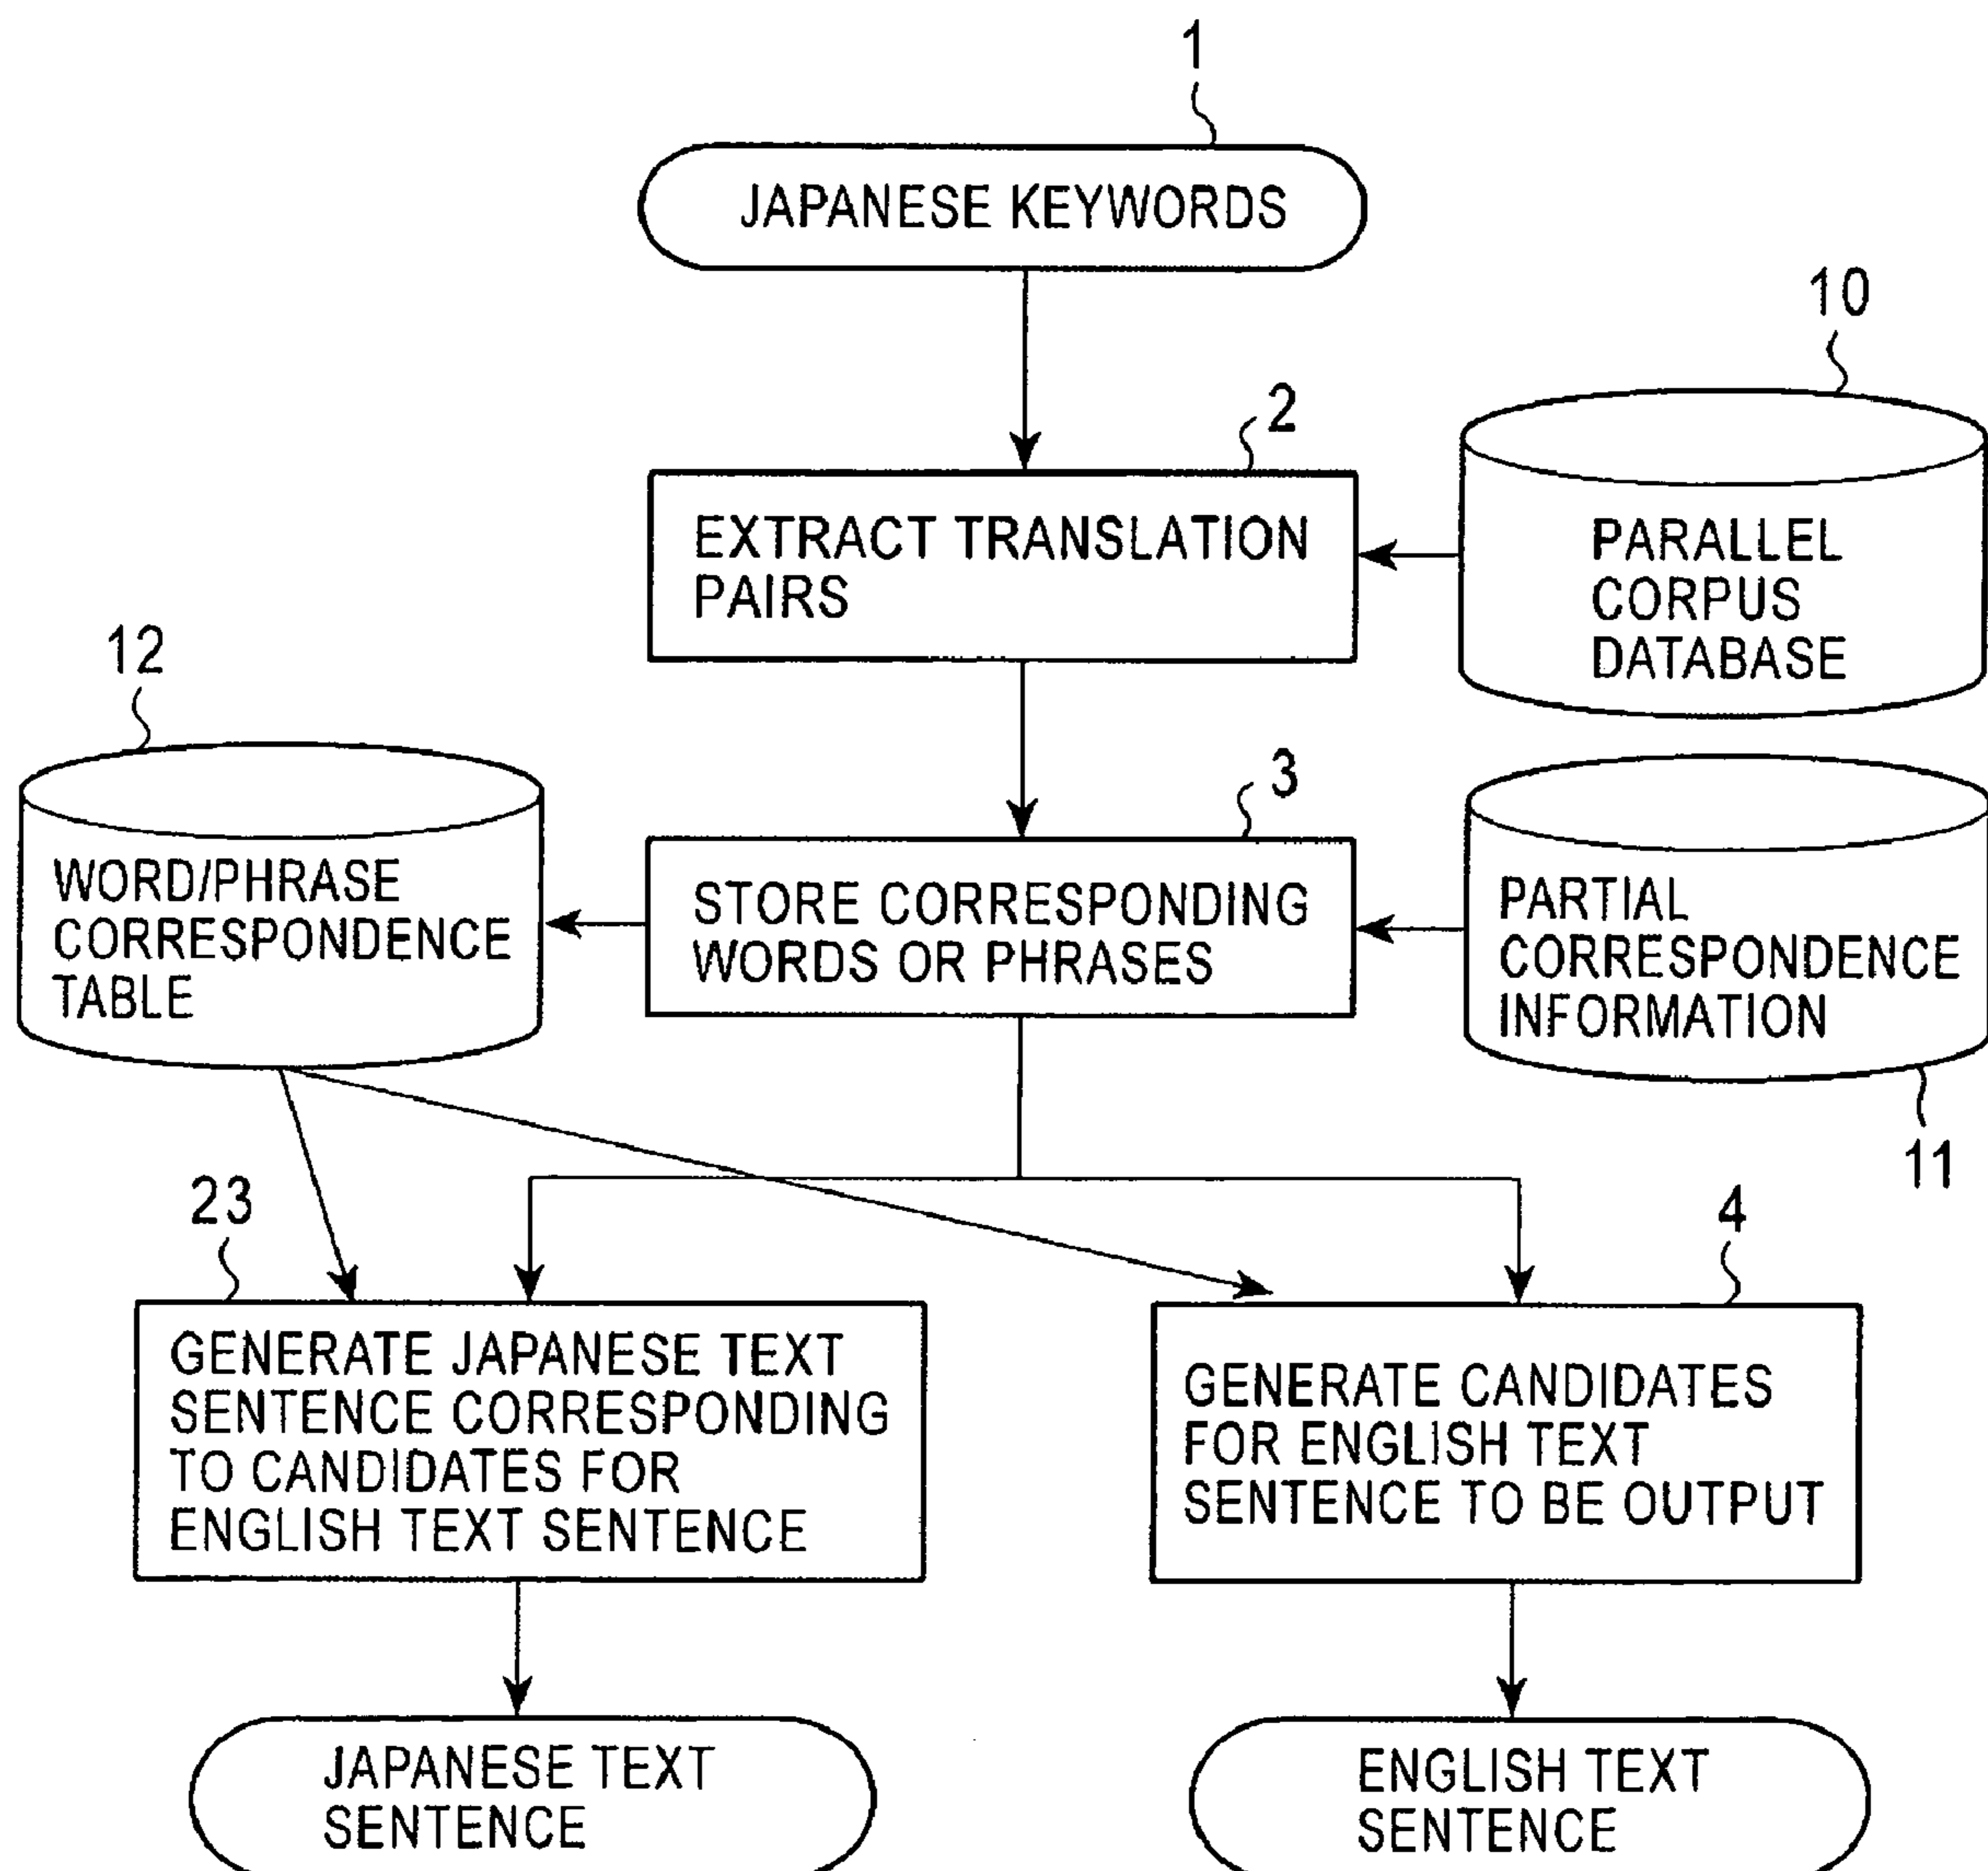 1
JAPANESE KEYWORDS
10
2
EXTRACT TRANSLATION
PAIRS
PARALLEL
CORPUS
DATABASE
12
3
WORD/PHRASE
CORRESPONDENCE
TABLE
STORE CORRESPONDING
WORDS OR PHRASES
PARTIAL
CORRESPONDENCE
INFORMATION
11
23
4
GENERATE JAPANESE TEXT
SENTENCE CORRESPONDING
TO CANDIDATES FOR
ENGLISH TEXT SENTENCE
GENERATE CANDIDATES
FOR ENGLISH TEXT
SENTENCE TO BE OUTPUT
JAPANESE TEXT
SENTENCE
ENGLISH TEXT
SENTENCE